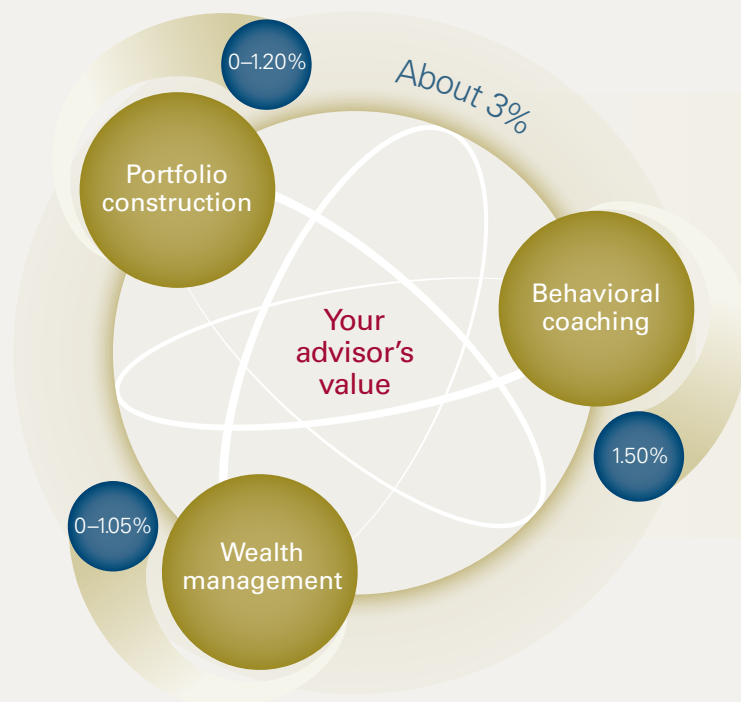 0–1.20%
About 3%
Portfolio
construction
Behavioral
coaching
Your
advisor's
value
1.50%
0–1.05%
Wealth
management